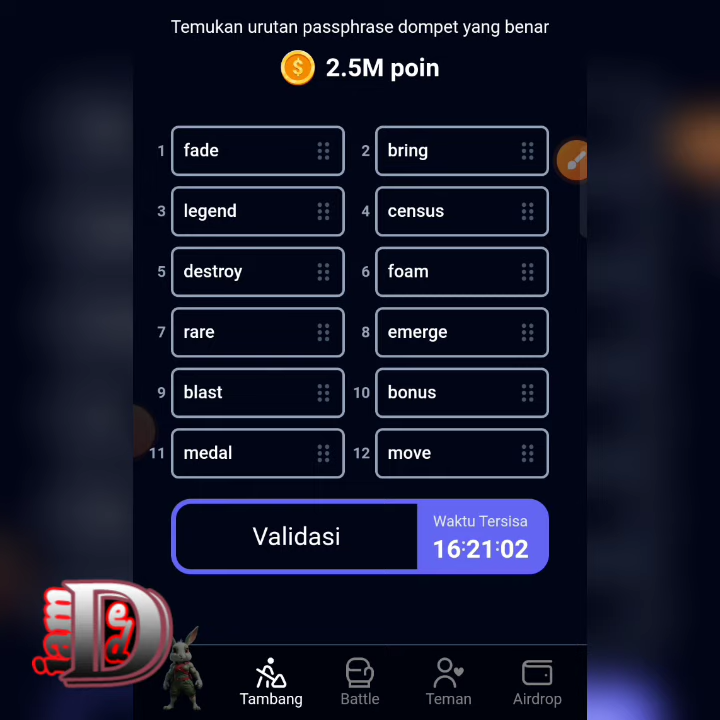 Temukan urutan passphrase dompet yang benar
$ 2.5M poin
1 fade 2 bring
3 legend 4 census
5 destroy 6 foam
7 rare 8 emerge
9 blast 10 bonus
11 medal 12 move
Validasi
Waktu Tersisa
16:21:02
Tambang Battle Teman Airdrop